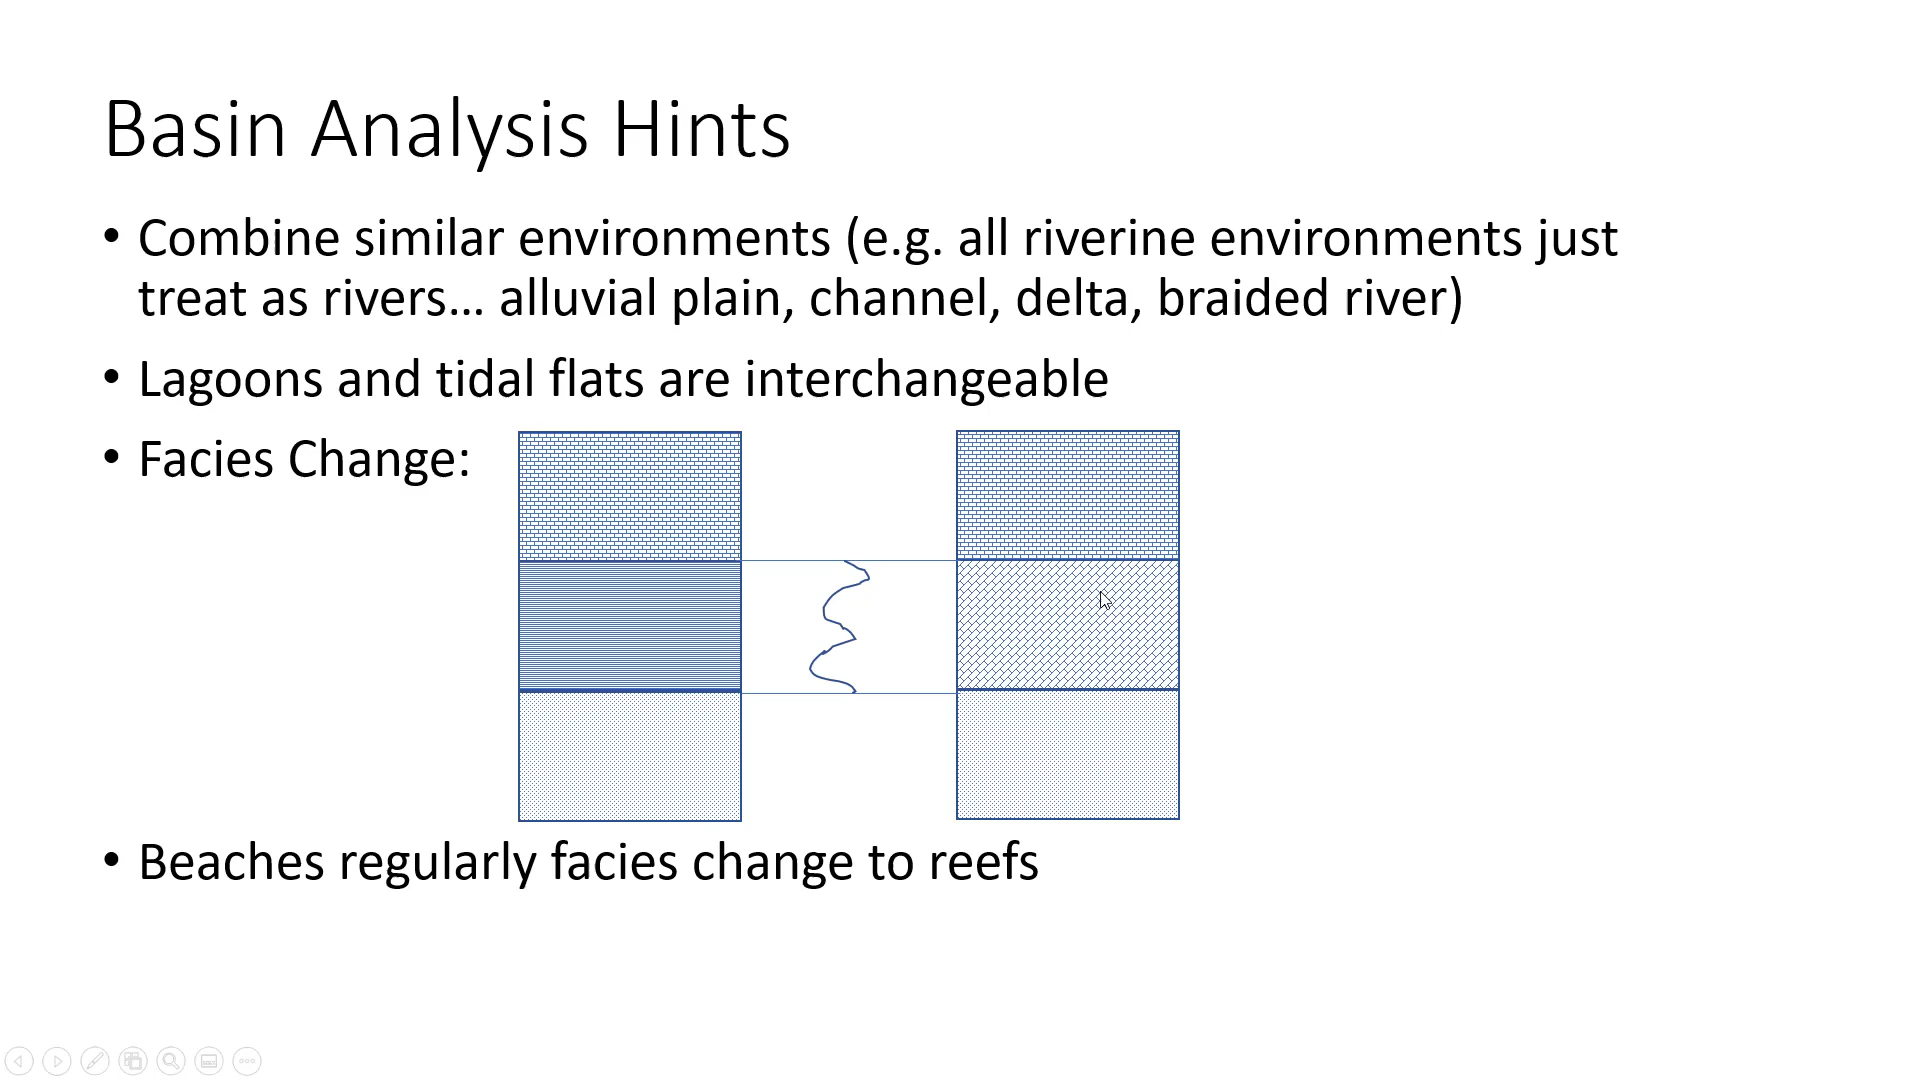 Basin Analysis Hints
• Combine similar environments (e.g. all riverine environments just
treat as rivers... alluvial plain, channel, delta, braided river)
• Lagoons and tidal flats are interchangeable
• Facies Change:
• Beaches regularly facies change to reefs